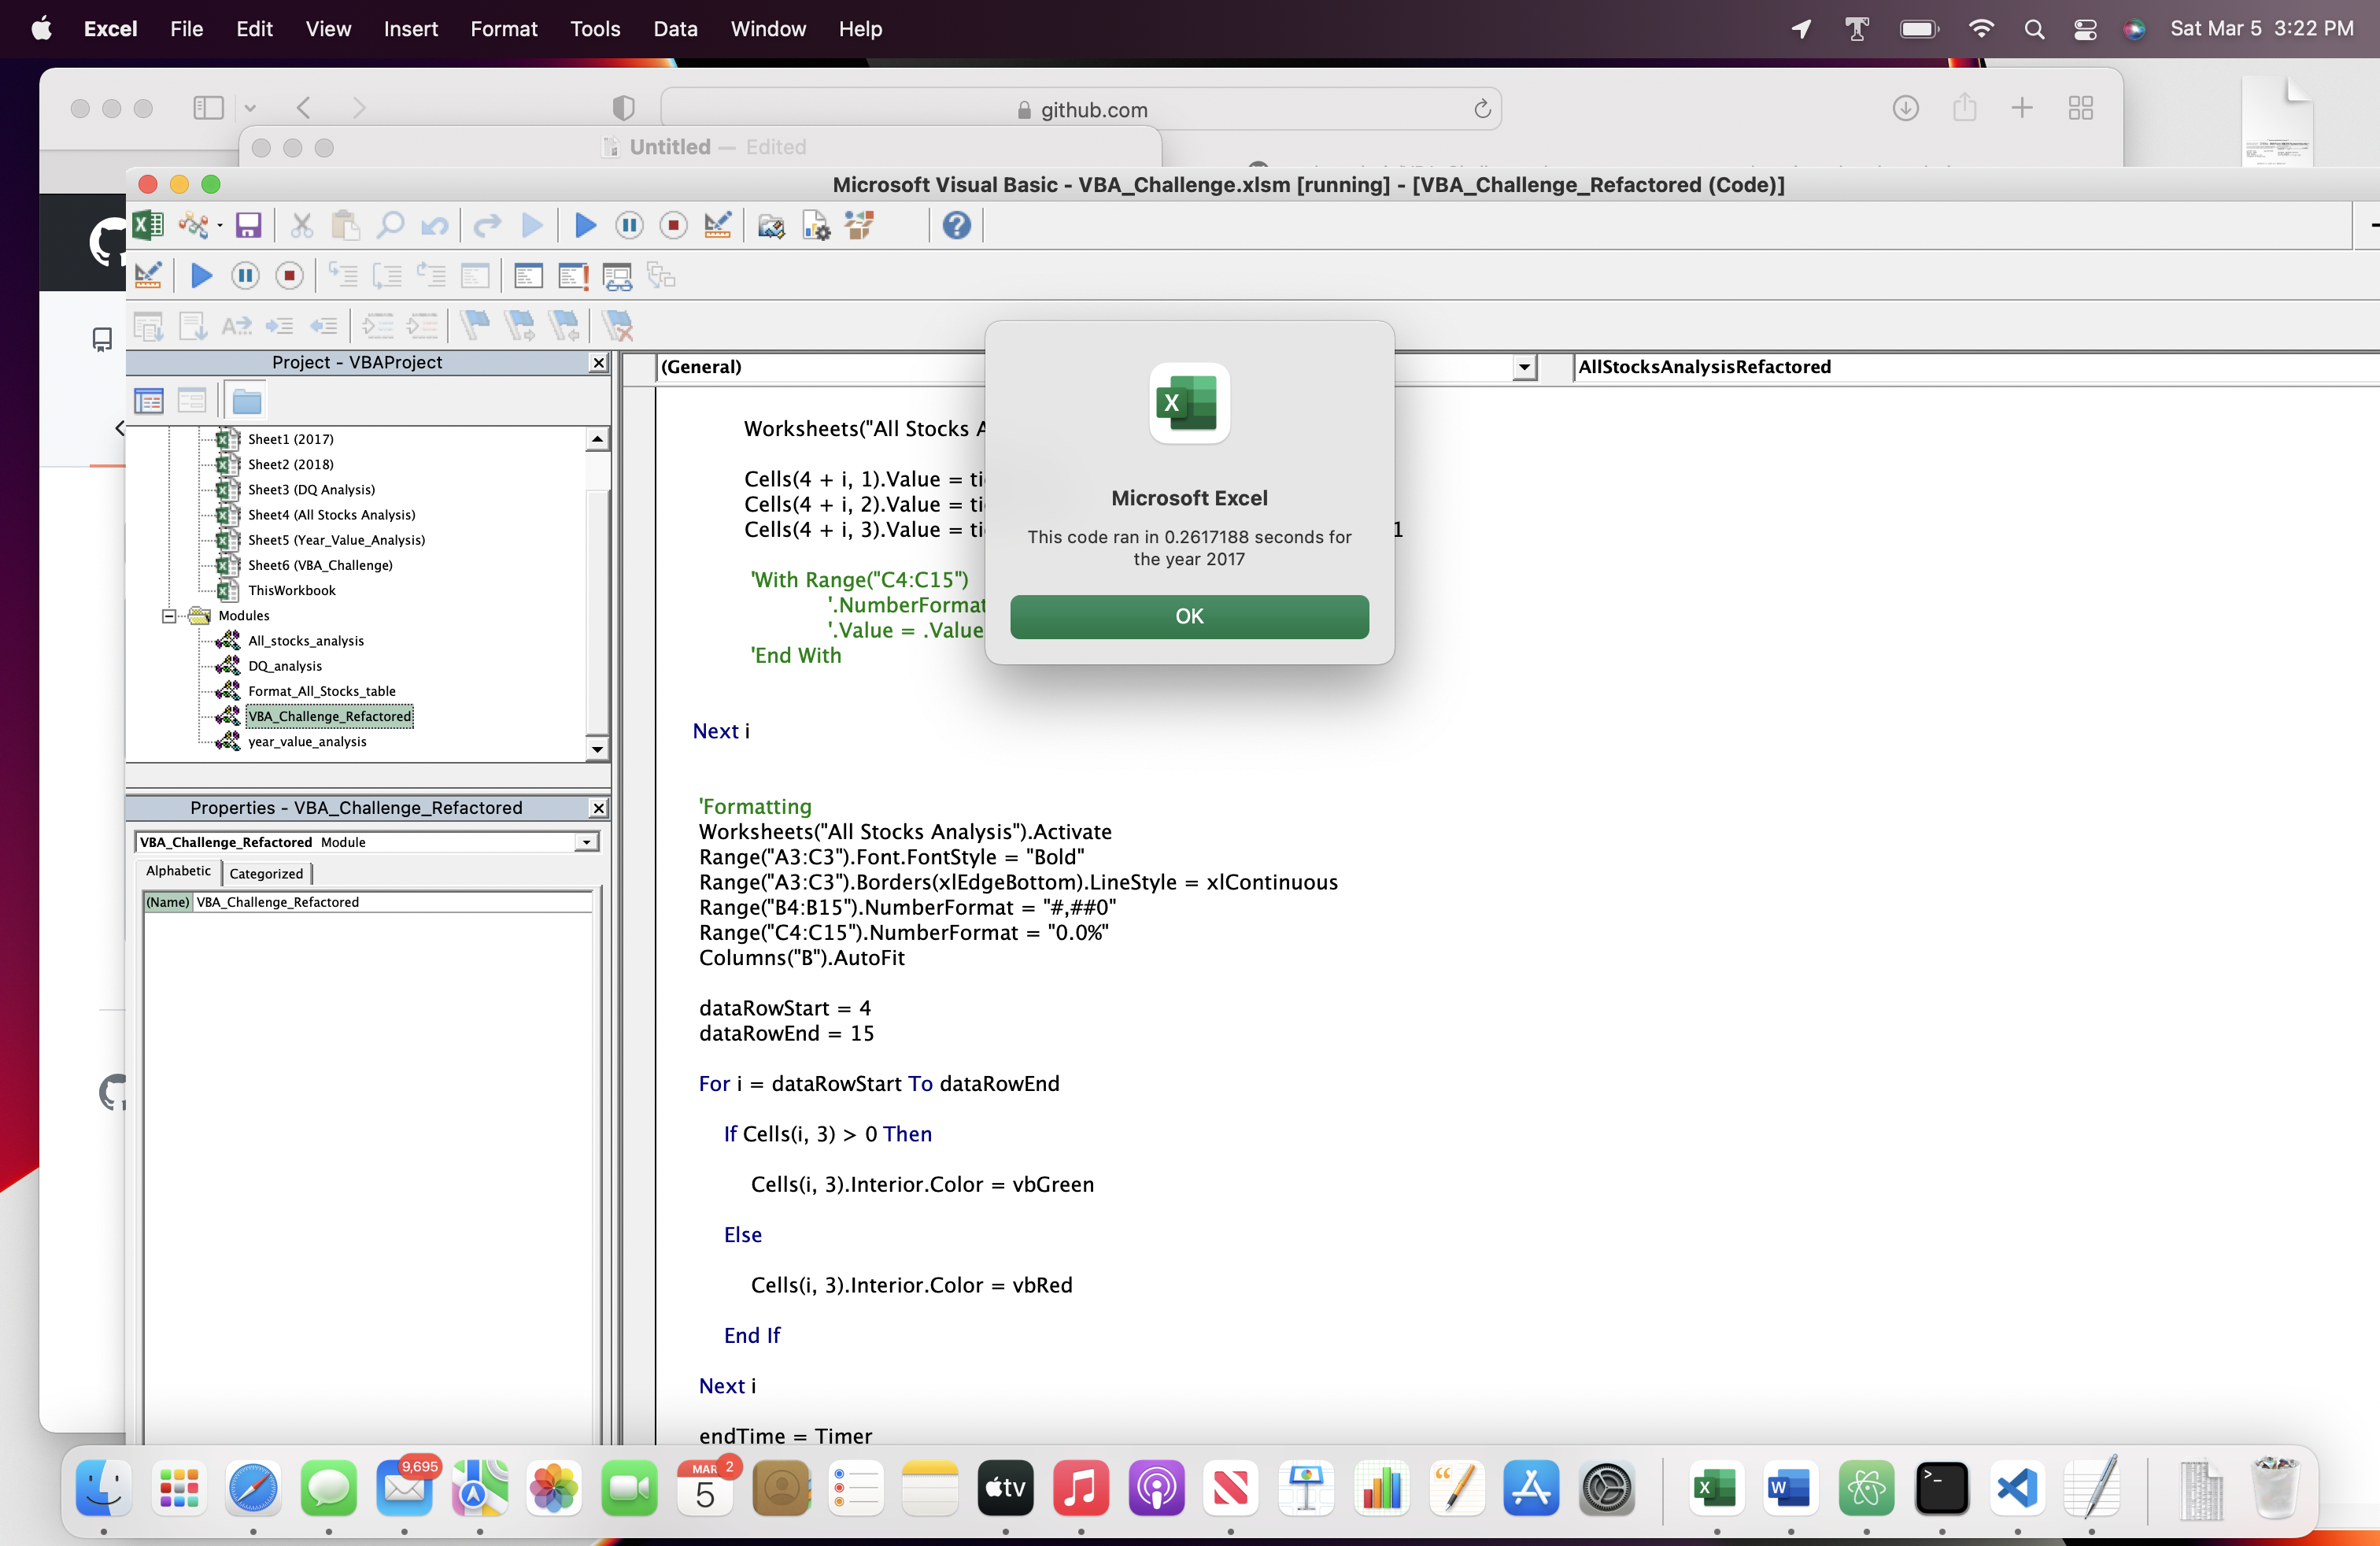 Excel File Edit View Insert Format Tools Data Window Help
Sat Mar 5 3:22 PM
github.com
Untitled — Edited
Microsoft Visual Basic - VBA_Challenge.xlsm [running] - [VBA_Challenge_Refactored (Code)]
Project - VBAProject
Sheet1 (2017)
Sheet2 (2018)
Sheet3 (DQ Analysis)
Sheet4 (All Stocks Analysis)
Sheet5 (Year_Value_Analysis)
Sheet6 (VBA_Challenge)
ThisWorkbook
Modules
All_stocks_analysis
DQ_analysis
Format_All_Stocks_table
VBA_Challenge_Refactored
year_value_analysis
Properties - VBA_Challenge_Refactored
VBA_Challenge_Refactored Module
Alphabetic Categorized
(Name) VBA_Challenge_Refactored
(General) AllStocksAnalysisRefactored
Worksheets("All Stocks A
Cells(4 + i, 1).Value = ti
Cells(4 + i, 2).Value = ti
Cells(4 + i, 3).Value = ti 1
'With Range("C4:C15")
'.NumberFormat
'.Value = .Value
'End With
Next i
'Formatting
Worksheets("All Stocks Analysis").Activate
Range("A3:C3").Font.FontStyle = "Bold"
Range("A3:C3").Borders(xlEdgeBottom).LineStyle = xlContinuous
Range("B4:B15").NumberFormat = "#,##0"
Range("C4:C15").NumberFormat = "0.0%"
Columns("B").AutoFit
dataRowStart = 4
dataRowEnd = 15
For i = dataRowStart To dataRowEnd
If Cells(i, 3) > 0 Then
Cells(i, 3).Interior.Color = vbGreen
Else
Cells(i, 3).Interior.Color = vbRed
End If
Next i
endTime = Timer
Microsoft Excel
This code ran in 0.2617188 seconds for
the year 2017
OK
9,695
MAR 2
5
tv